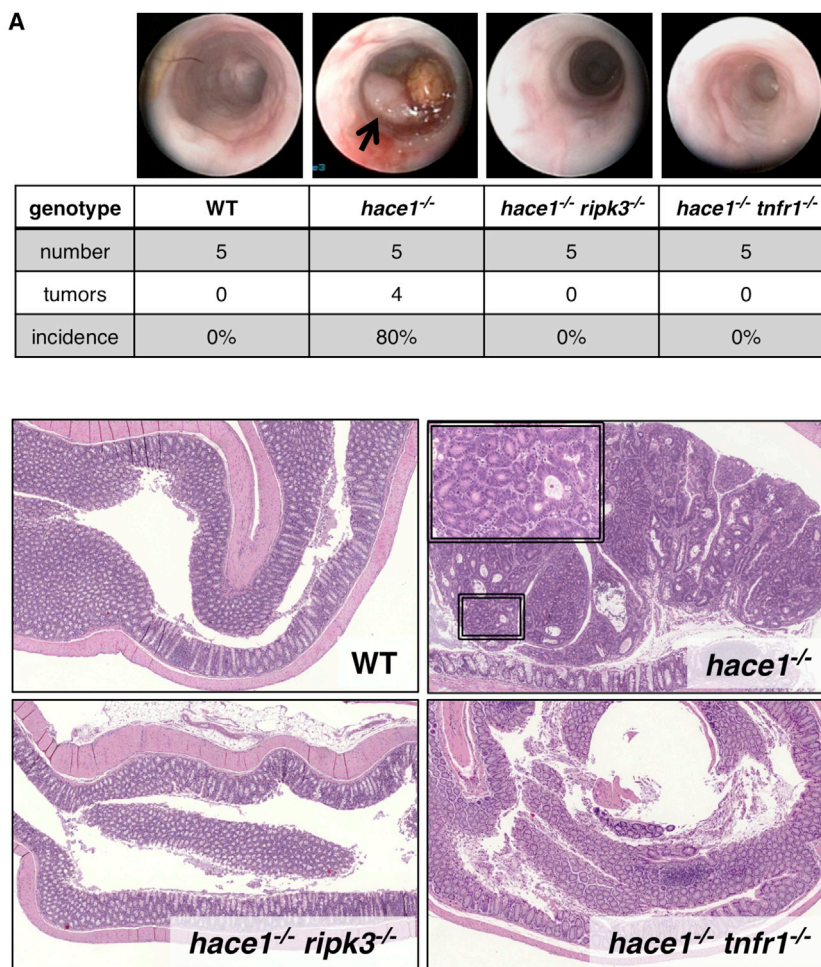 A
e3
genotype WT hace1-/- hace1-/- ripk3-/- hace1-/- tnfr1-/-
number 5 5 5 5
tumors 0 4 0 0
incidence 0% 80% 0% 0%
WT
hace1-/-
hace1-/- ripk3-/-
hace1-/- tnfr1-/-